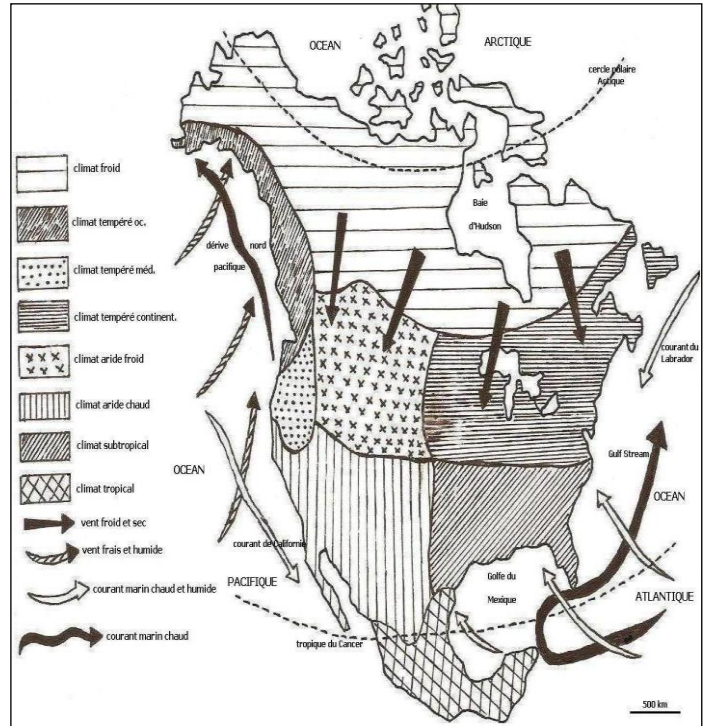 OCEAN
ARCTIQUE
cercle polaire
Actique
climat froid
climat tempéré oc.
climat tempéré méd.
climat tempéré continent.
climat aride froid
climat aride chaud
climat subtropical
climat tropical
vent froid et sec
vent frais et humide
courant marin chaud et humide
courant marin chaud
Baie
d'Hudson
dérive nord
pacifique
courant du
Labrador
Gulf Stream
OCEAN
ATLANTIQUE
OCEAN
PACIFIQUE
courant de Californie
Golfe du
Mexique
tropique du Cancer
500 km